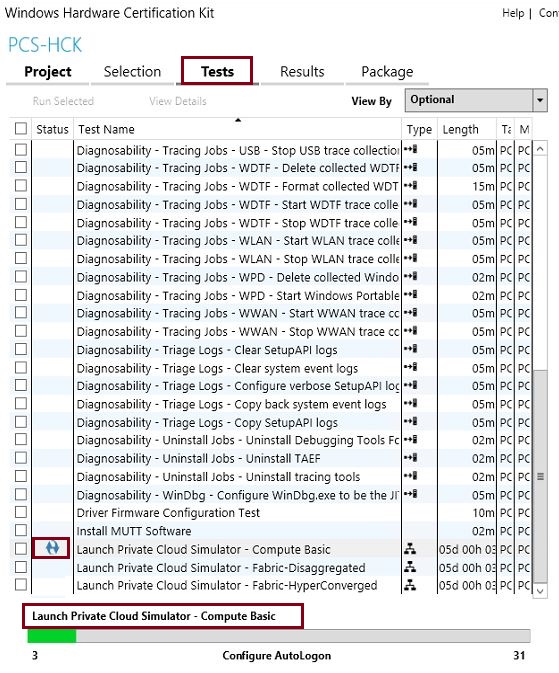 Windows Hardware Certification Kit
Help | Con
PCS-HCK
Project Selection Tests Results Package
Run Selected View Details View By Optional
Status Test Name Type Length Ta M
Diagnosability - Tracing Jobs - USB - Stop USB trace collection 05m PC PC
Diagnosability - Tracing Jobs - WDTF - Delete collected WDTF 05m PC PC
Diagnosability - Tracing Jobs - WDTF - Format collected WDT 15m PC PC
Diagnosability - Tracing Jobs - WDTF - Start WDTF trace colle 05m PC PC
Diagnosability - Tracing Jobs - WDTF - Stop WDTF trace colle 05m PC PC
Diagnosability - Tracing Jobs - WLAN - Start WLAN trace colle 05m PC PC
Diagnosability - Tracing Jobs - WLAN - Stop WLAN trace colle 05m PC PC
Diagnosability - Tracing Jobs - WPD - Delete collected Windo 02m PC PC
Diagnosability - Tracing Jobs - WPD - Start Windows Portable 02m PC PC
Diagnosability - Tracing Jobs - WWAN - Start WWAN trace cc 05m PC PC
Diagnosability - Tracing Jobs - WWAN - Stop WWAN trace cc 05m PC PC
Diagnosability - Triage Logs - Clear SetupAPI logs 05m PC PC
Diagnosability - Triage Logs - Clear system event logs 05m PC PC
Diagnosability - Triage Logs - Configure verbose SetupAPI log 05m PC PC
Diagnosability - Triage Logs - Copy back system event logs 05m PC PC
Diagnosability - Triage Logs - Copy SetupAPI logs 05m PC PC
Diagnosability - Uninstall Jobs - Uninstall Debugging Tools Fo 02m PC PC
Diagnosability - Uninstall Jobs - Uninstall TAEF 02m PC PC
Diagnosability - Uninstall Jobs - Uninstall tracing tools 02m PC PC
Diagnosability - WinDbg - Configure WinDbg.exe to be the JI 05m PC PC
Driver Firmware Configuration Test 10m PC PC
Install MUTT Software 02m PC PC
Launch Private Cloud Simulator - Compute Basic 05d 00h 03 PC PC
Launch Private Cloud Simulator - Fabric-Disaggregated 05d 00h 03 PC PC
Launch Private Cloud Simulator - Fabric-HyperConverged 05d 00h 03 PC PC
Launch Private Cloud Simulator - Compute Basic
3 Configure AutoLogon 31